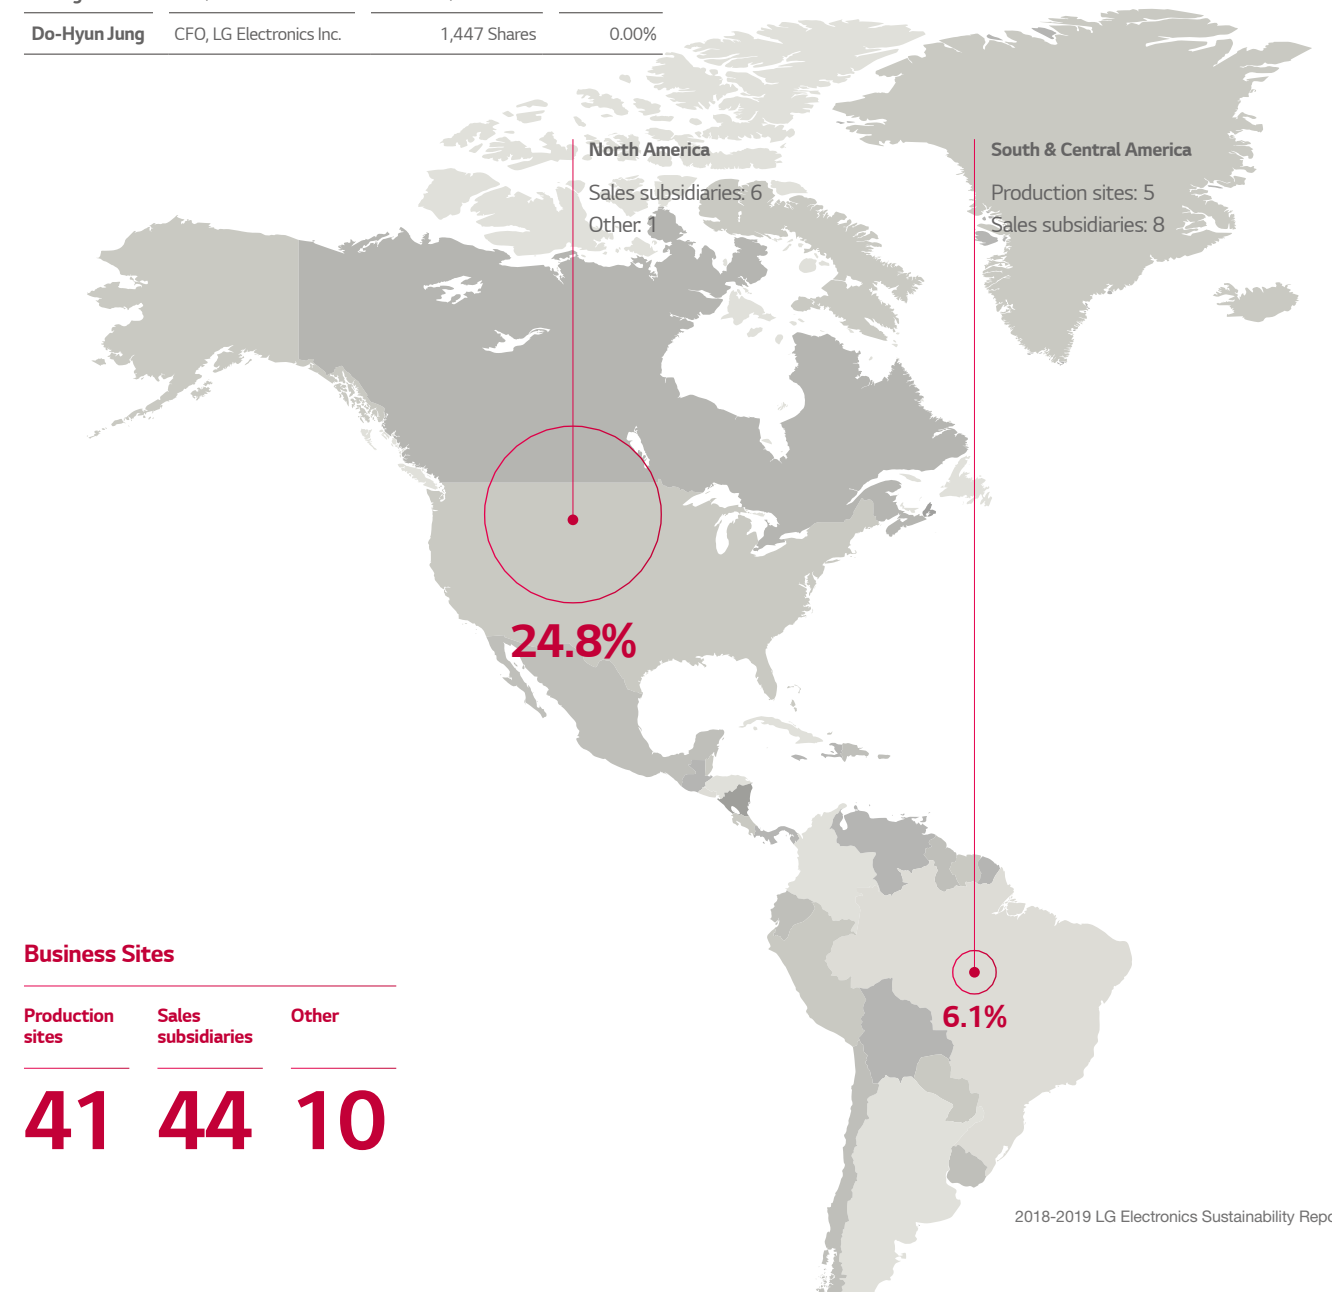 Do-Hyun Jung CFO, LG Electronics Inc. 1,447 Shares 0.00%
North America
Sales subsidiaries: 6
Other: 1
South & Central America
Production sites: 5
Sales subsidiaries: 8
24.8%
6.1%
Business Sites
Production sites
Sales subsidiaries
Other
41 44 10
2018-2019 LG Electronics Sustainability Repo